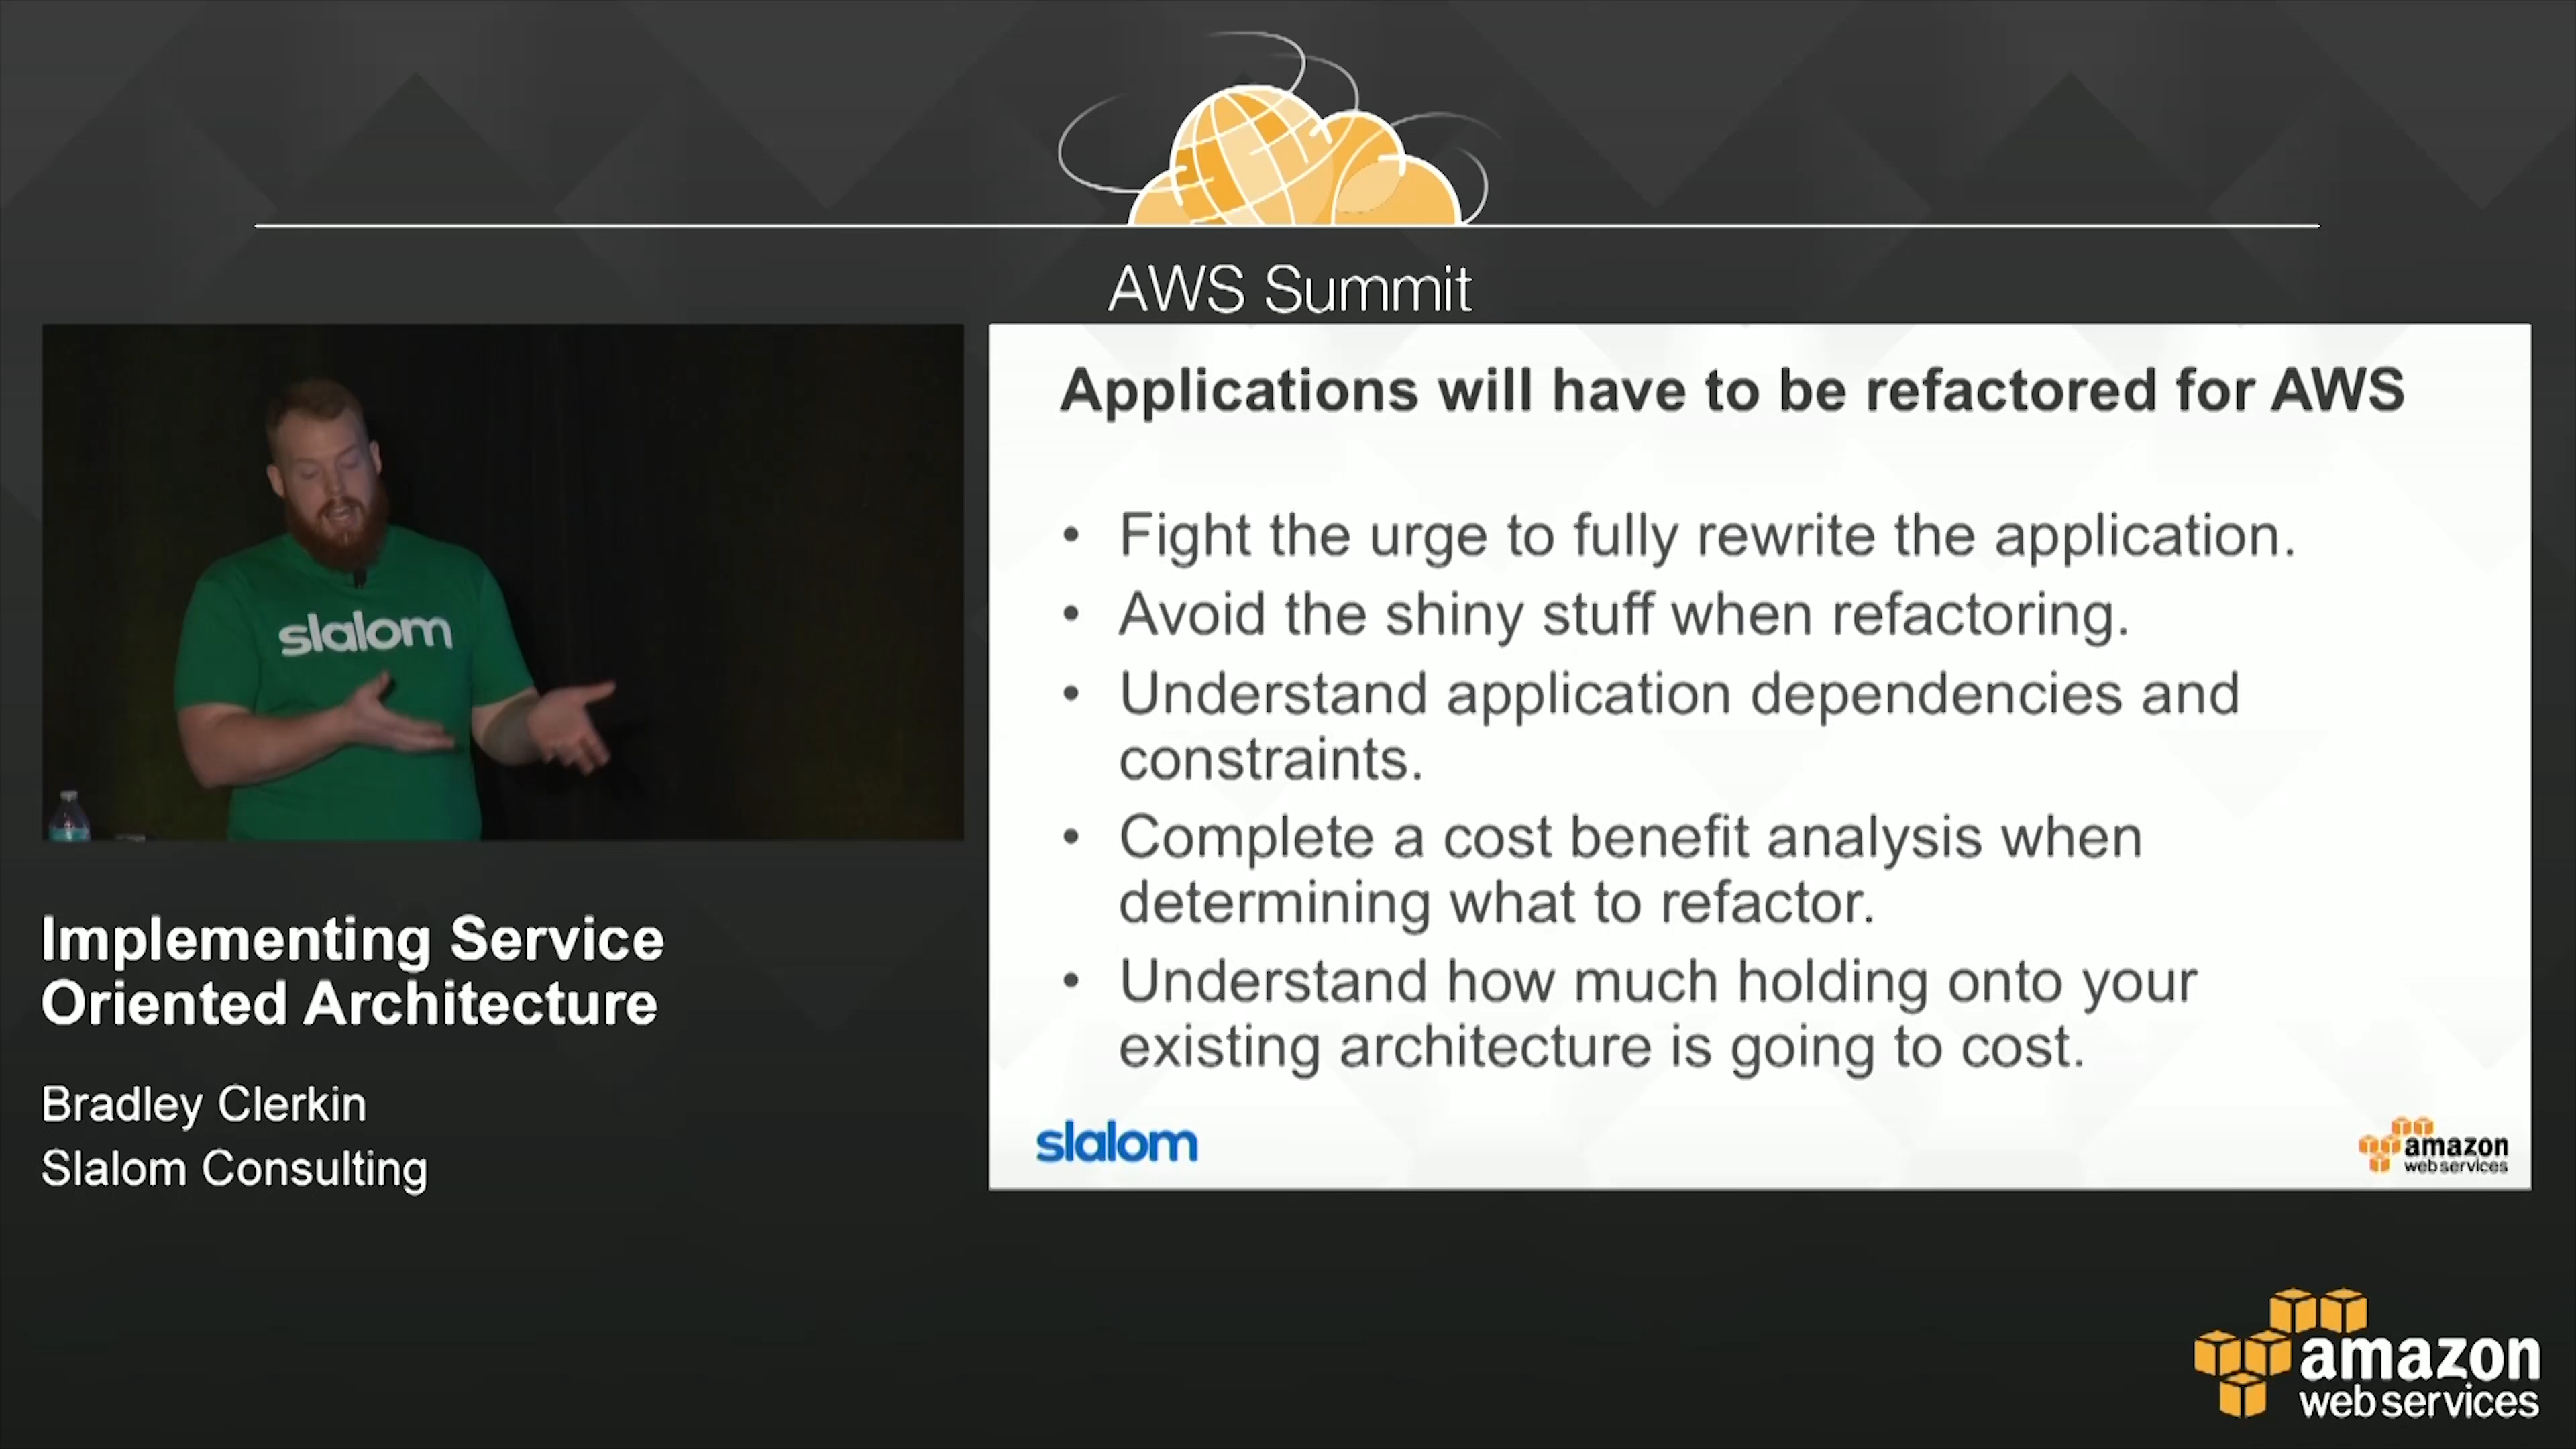 AWS Summit
slalom
Implementing Service
Oriented Architecture
Bradley Clerkin
Slalom Consulting
Applications will have to be refactored for AWS
• Fight the urge to fully rewrite the application.
• Avoid the shiny stuff when refactoring.
• Understand application dependencies and
constraints.
• Complete a cost benefit analysis when
determining what to refactor.
• Understand how much holding onto your
existing architecture is going to cost.
slalom
amazon
web services
amazon
web services